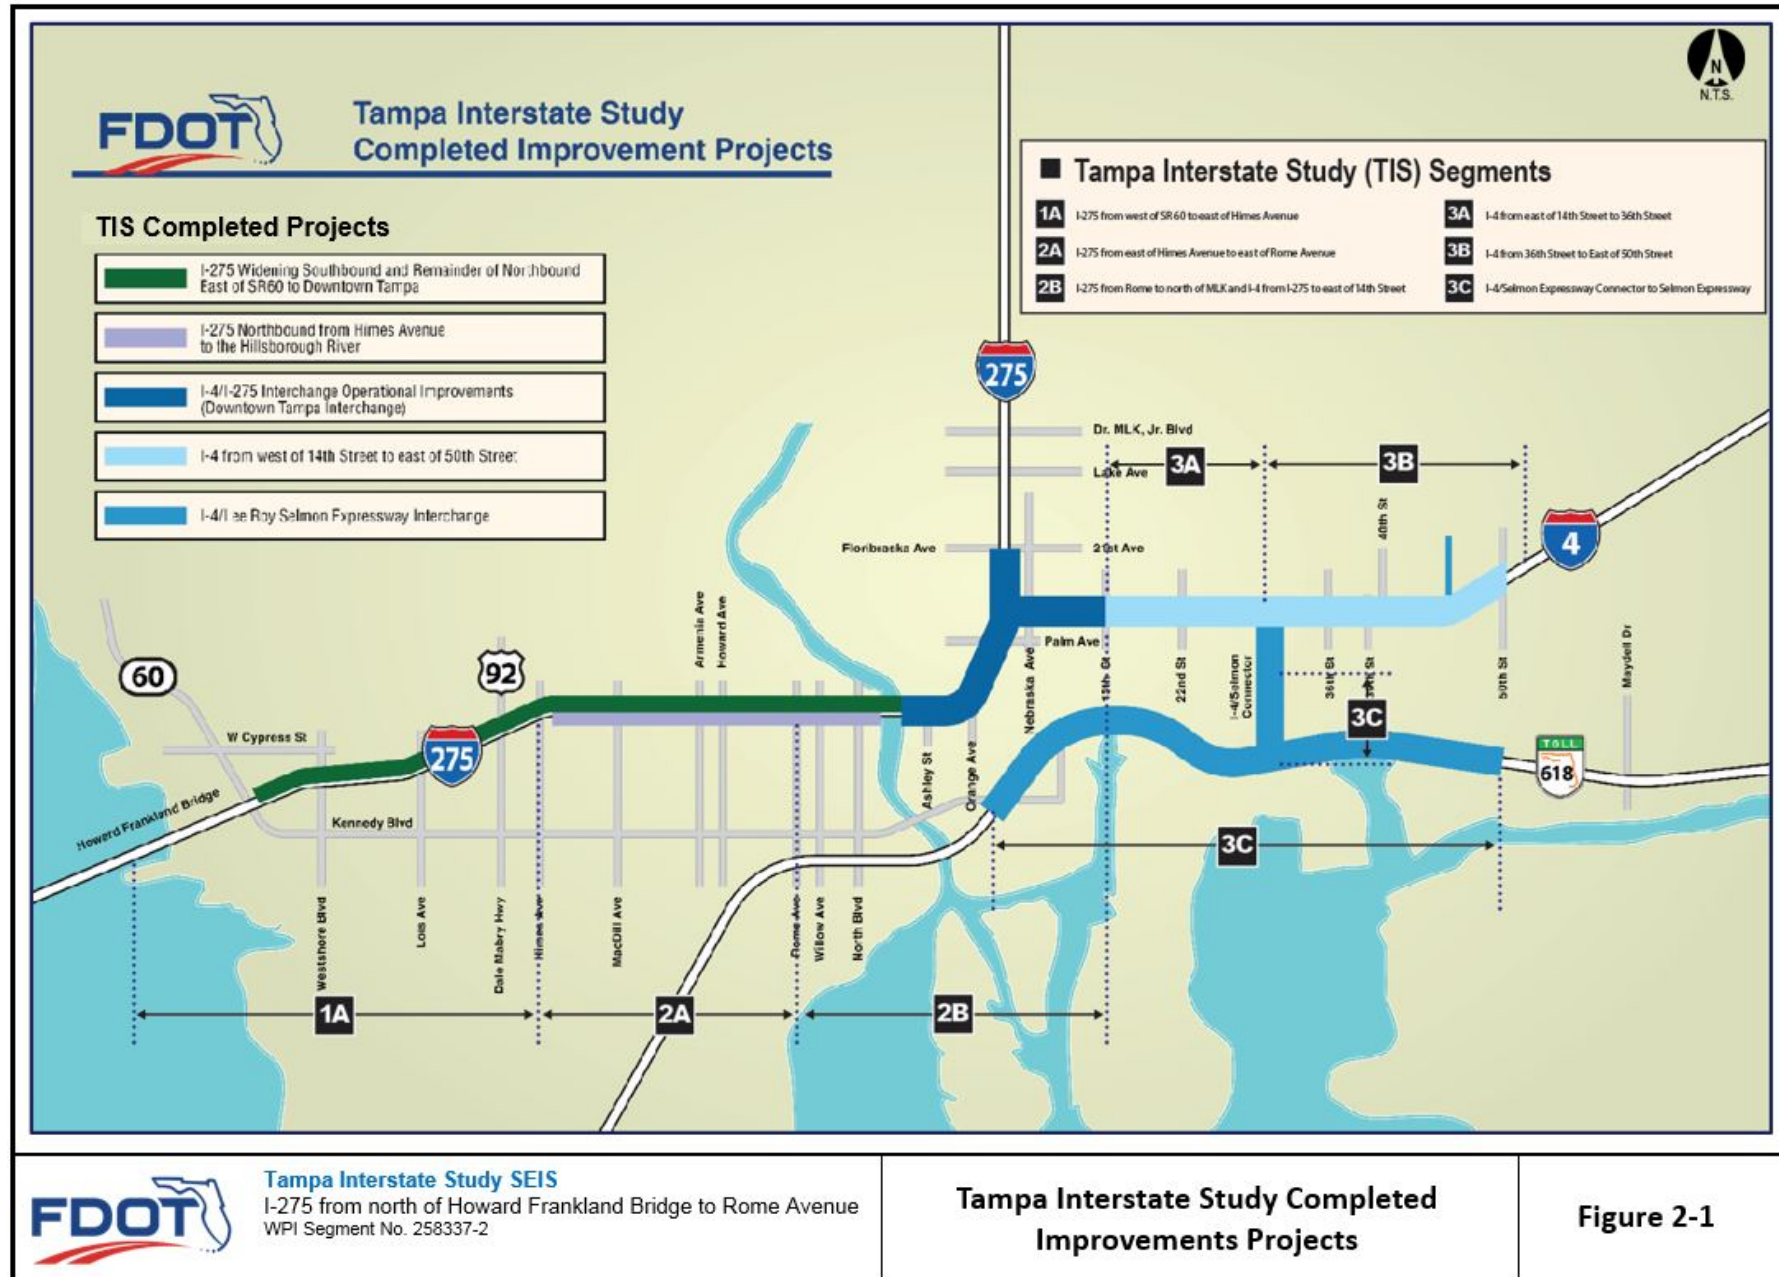 N
N.T.S.
FDOT
Tampa Interstate Study
Completed Improvement Projects
TIS Completed Projects
I-275 Widening Southbound and Remainder of Northbound
East of SR60 to Downtown Tampa
I-275 Northbound from Himes Avenue
to the Hillsborough River
I-4/I-275 Interchange Operational Improvements
(Downtown Tampa Interchange)
I-4 from west of 14th Street to east of 50th Street
I-4/Lee Roy Selmon Expressway Interchange
Tampa Interstate Study (TIS) Segments
1A I-275 from west of SR60 to east of Himes Avenue
2A I-275 from east of Himes Avenue to east of Rome Avenue
2B I-275 from Rome to north of MLK and I-4 from I-275 to east of 14th Street
3A I-4 from east of 14th Street to 36th Street
3B I-4 from 36th Street to East of 50th Street
3C I-4/Selmon Expressway Connector to Selmon Expressway
275
Dr. MLK, Jr. Blvd
Lake Ave
3A
3B
40th St
4
Floribraska Ave
21st Ave
Armenia Ave
Howard Ave
Palm Ave
Nebraska Ave
15th St
22nd St
I-4/Selmon
Connector
36th St
39th St
50th St
Maydell Dr
60
92
3C
W Cypress St
275
TOLL
618
Ashley St
Orange Ave
Howard Frankland Bridge
Kennedy Blvd
3C
Westshore Blvd
Lois Ave
Dale Mabry Hwy
Himes Ave
MacDill Ave
Rome Ave
Willow Ave
North Blvd
1A
2A
2B
FDOT
Tampa Interstate Study SEIS
I-275 from north of Howard Frankland Bridge to Rome Avenue
WPI Segment No. 258337-2
Tampa Interstate Study Completed
Improvements Projects
Figure 2-1